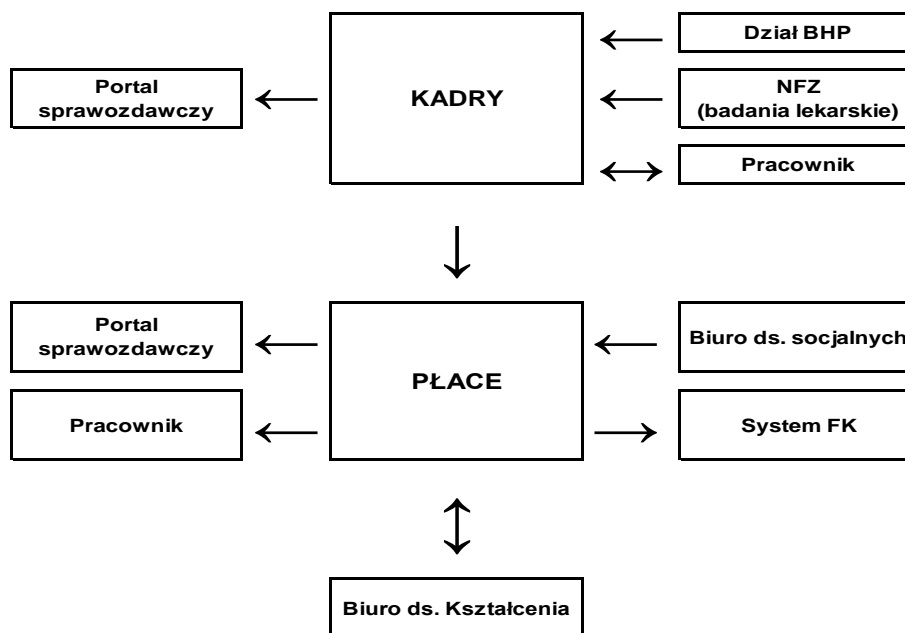 Dział BHP
Portal
sprawozdawczy
KADRY
NFZ
(badania lekarskie)
Pracownik
Portal
sprawozdawczy
PŁACE
Biuro ds. socjalnych
Pracownik
System FK
Biuro ds. Kształcenia